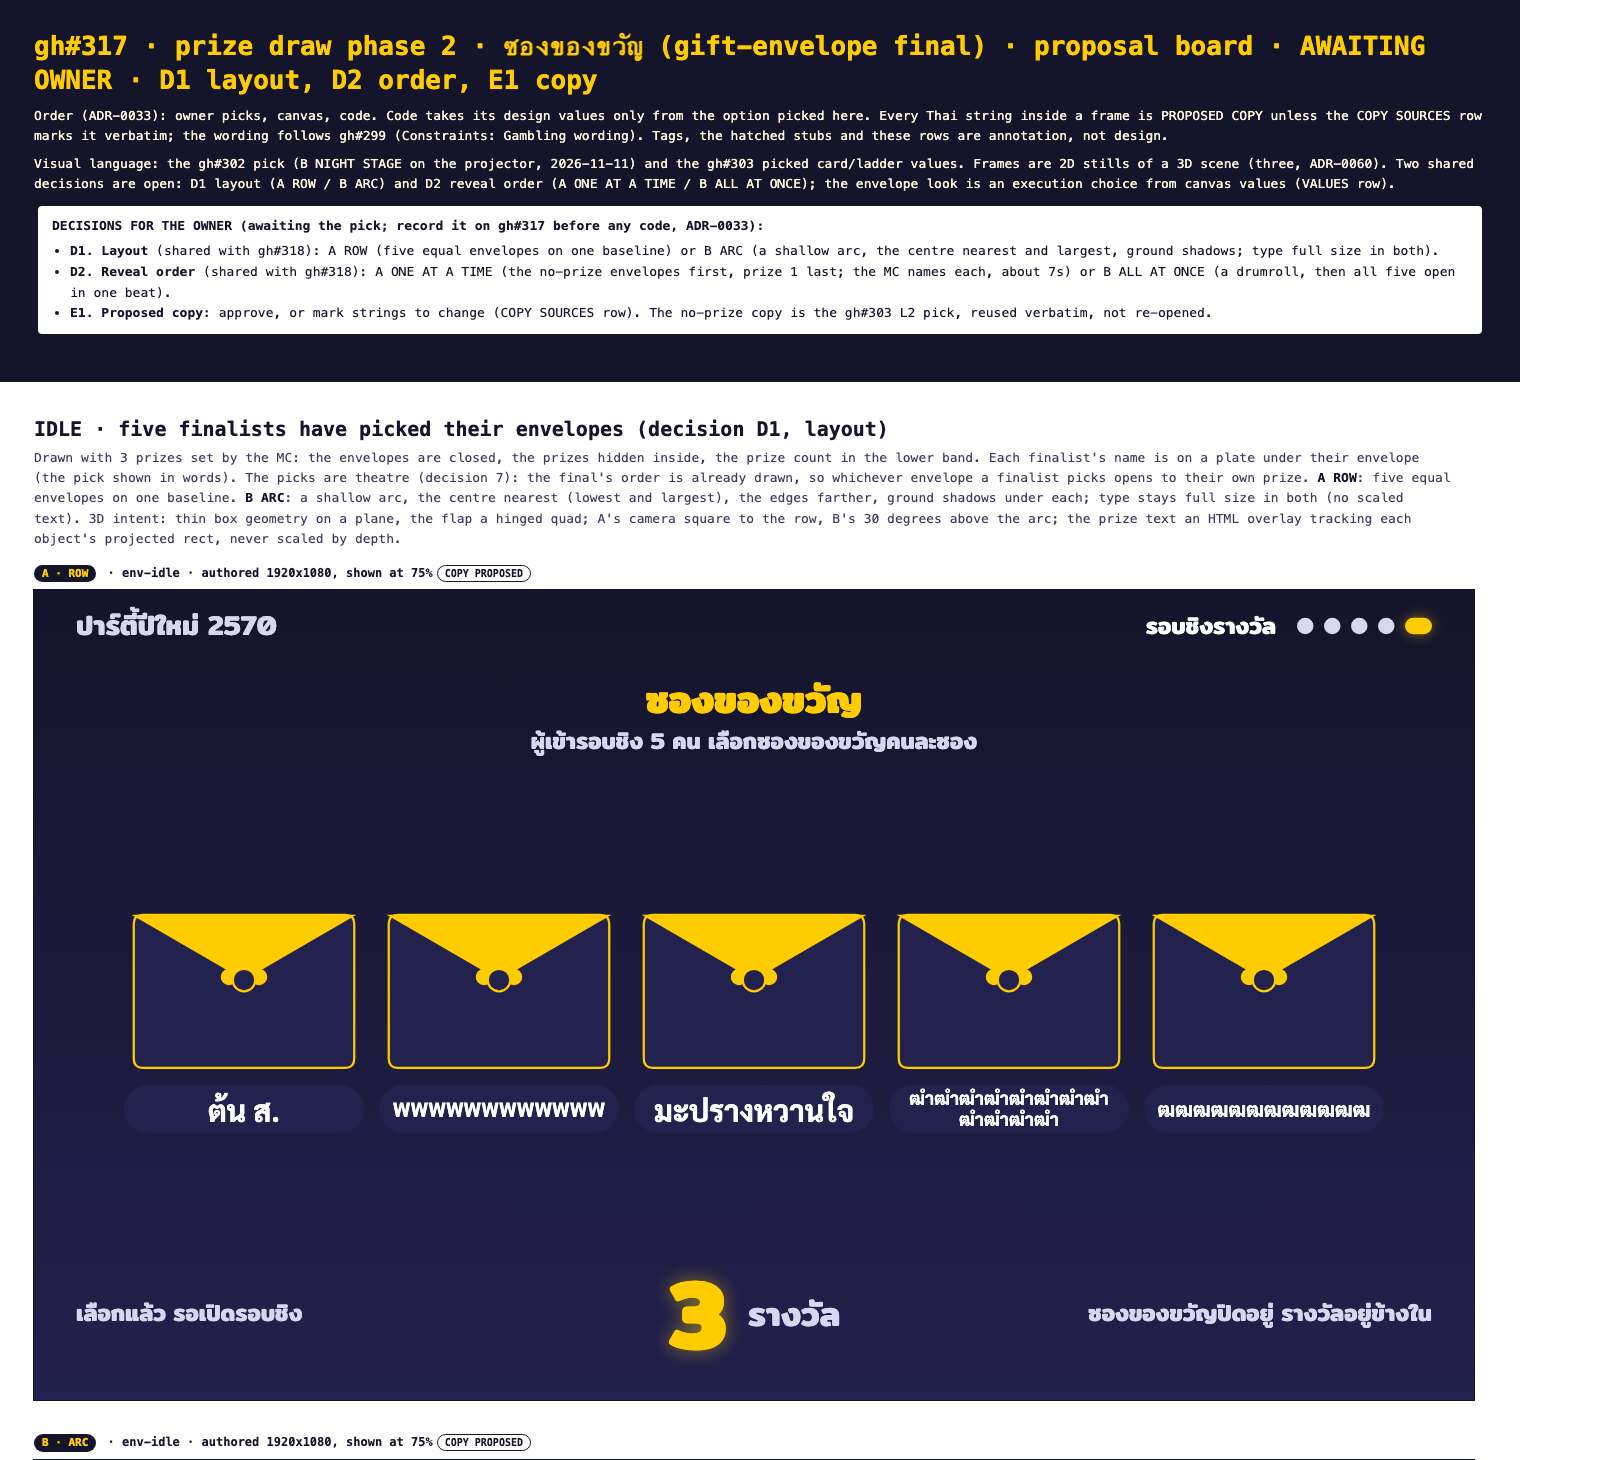 gh#317 · prize draw phase 2 · ซองของขวัญ (gift-envelope final) · proposal board · AWAITING
OWNER · D1 layout, D2 order, E1 copy
Order (ADR-0033): owner picks, canvas, code. Code takes its design values only from the option picked here. Every Thai string inside a frame is PROPOSED COPY unless the COPY SOURCES row
marks it verbatim; the wording follows gh#299 (Constraints: Gambling wording). Tags, the hatched stubs and these rows are annotation, not design.
Visual language: the gh#302 pick (B NIGHT STAGE on the projector, 2026-11-11) and the gh#303 picked card/ladder values. Frames are 2D stills of a 3D scene (three, ADR-0060). Two shared
decisions are open: D1 layout (A ROW / B ARC) and D2 reveal order (A ONE AT A TIME / B ALL AT ONCE); the envelope look is an execution choice from canvas values (VALUES row).
DECISIONS FOR THE OWNER (awaiting the pick; record it on gh#317 before any code, ADR-0033):
• D1. Layout (shared with gh#318): A ROW (five equal envelopes on one baseline) or B ARC (a shallow arc, the centre nearest and largest, ground shadows; type full size in both).
• D2. Reveal order (shared with gh#318): A ONE AT A TIME (the no-prize envelopes first, prize 1 last; the MC names each, about 7s) or B ALL AT ONCE (a drumroll, then all five open
in one beat).
• E1. Proposed copy: approve, or mark strings to change (COPY SOURCES row). The no-prize copy is the gh#303 L2 pick, reused verbatim, not re-opened.
IDLE · five finalists have picked their envelopes (decision D1, layout)
Drawn with 3 prizes set by the MC: the envelopes are closed, the prizes hidden inside, the prize count in the lower band. Each finalist's name is on a plate under their envelope
(the pick shown in words). The picks are theatre (decision 7): the final's order is already drawn, so whichever envelope a finalist picks opens to their own prize. A ROW: five equal
envelopes on one baseline. B ARC: a shallow arc, the centre nearest (lowest and largest), the edges farther, ground shadows under each; type stays full size in both (no scaled
text). 3D intent: thin box geometry on a plane, the flap a hinged quad; A's camera square to the row, B's 30 degrees above the arc; the prize text an HTML overlay tracking each
object's projected rect, never scaled by depth.
A · ROW · env-idle · authored 1920x1080, shown at 75% COPY PROPOSED
ปาร์ตี้ปีใหม่ 2570
รอบชิงรางวัล
ซองของขวัญ
ผู้เข้ารอบชิง 5 คน เลือกซองของขวัญคนละซอง
ต้น ส.
WWWWWWWWWWWW
มะปรางหวานใจ
ฒำฒำฒำฒำฒำฒำฒำฒำ
ฒำฒำฒำฒำ
ฒฒฒฒฒฒฒฒฒฒฒฒ
เลือกแล้ว รอเปิดรอบชิง
3 รางวัล
ซองของขวัญปิดอยู่ รางวัลอยู่ข้างใน
B · ARC · env-idle · authored 1920x1080, shown at 75% COPY PROPOSED